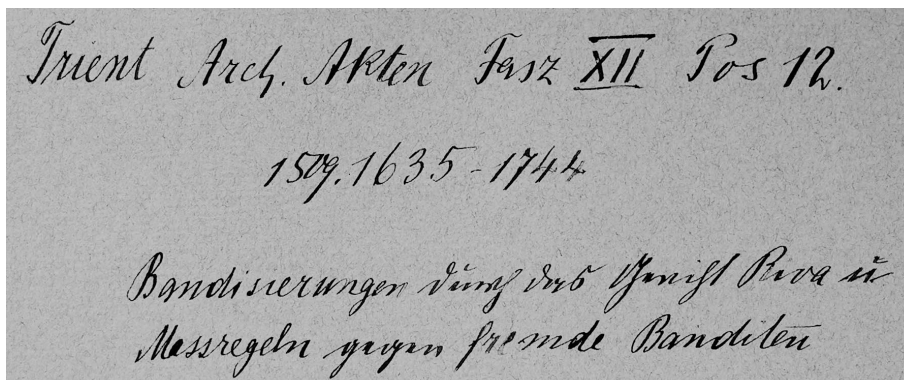 Trient Arch. Akten Fasz XII Pos 12.
1509. 1635 - 1744
Bandisierungen durch das Gericht Riva u
Massregeln gegen fremde Banditen